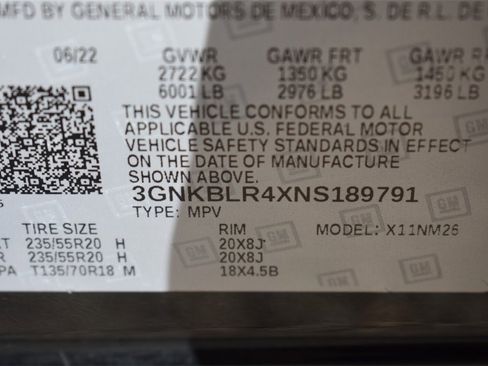 MFD BY GENERAL MOTORS DE MEXICO, S. DE R.L. DE
06/22 GVWR GAWR FRT GAWR R
2722 KG 1350 KG 1450 KG
6001 LB 2976 LB 3196 LB
THIS VEHICLE CONFORMS TO ALL
APPLICABLE U.S. FEDERAL MOTOR
VEHICLE SAFETY STANDARDS IN EFFECT
ON THE DATE OF MANUFACTURE
SHOWN ABOVE.
3GNKBLR4XNS189791
TYPE: MPV MODEL: X11NM26
TIRE SIZE RIM
235/55R20 H 20X8J
235/55R20 H 20X8J
PA T135/70R18 M 18X4.5B
GM